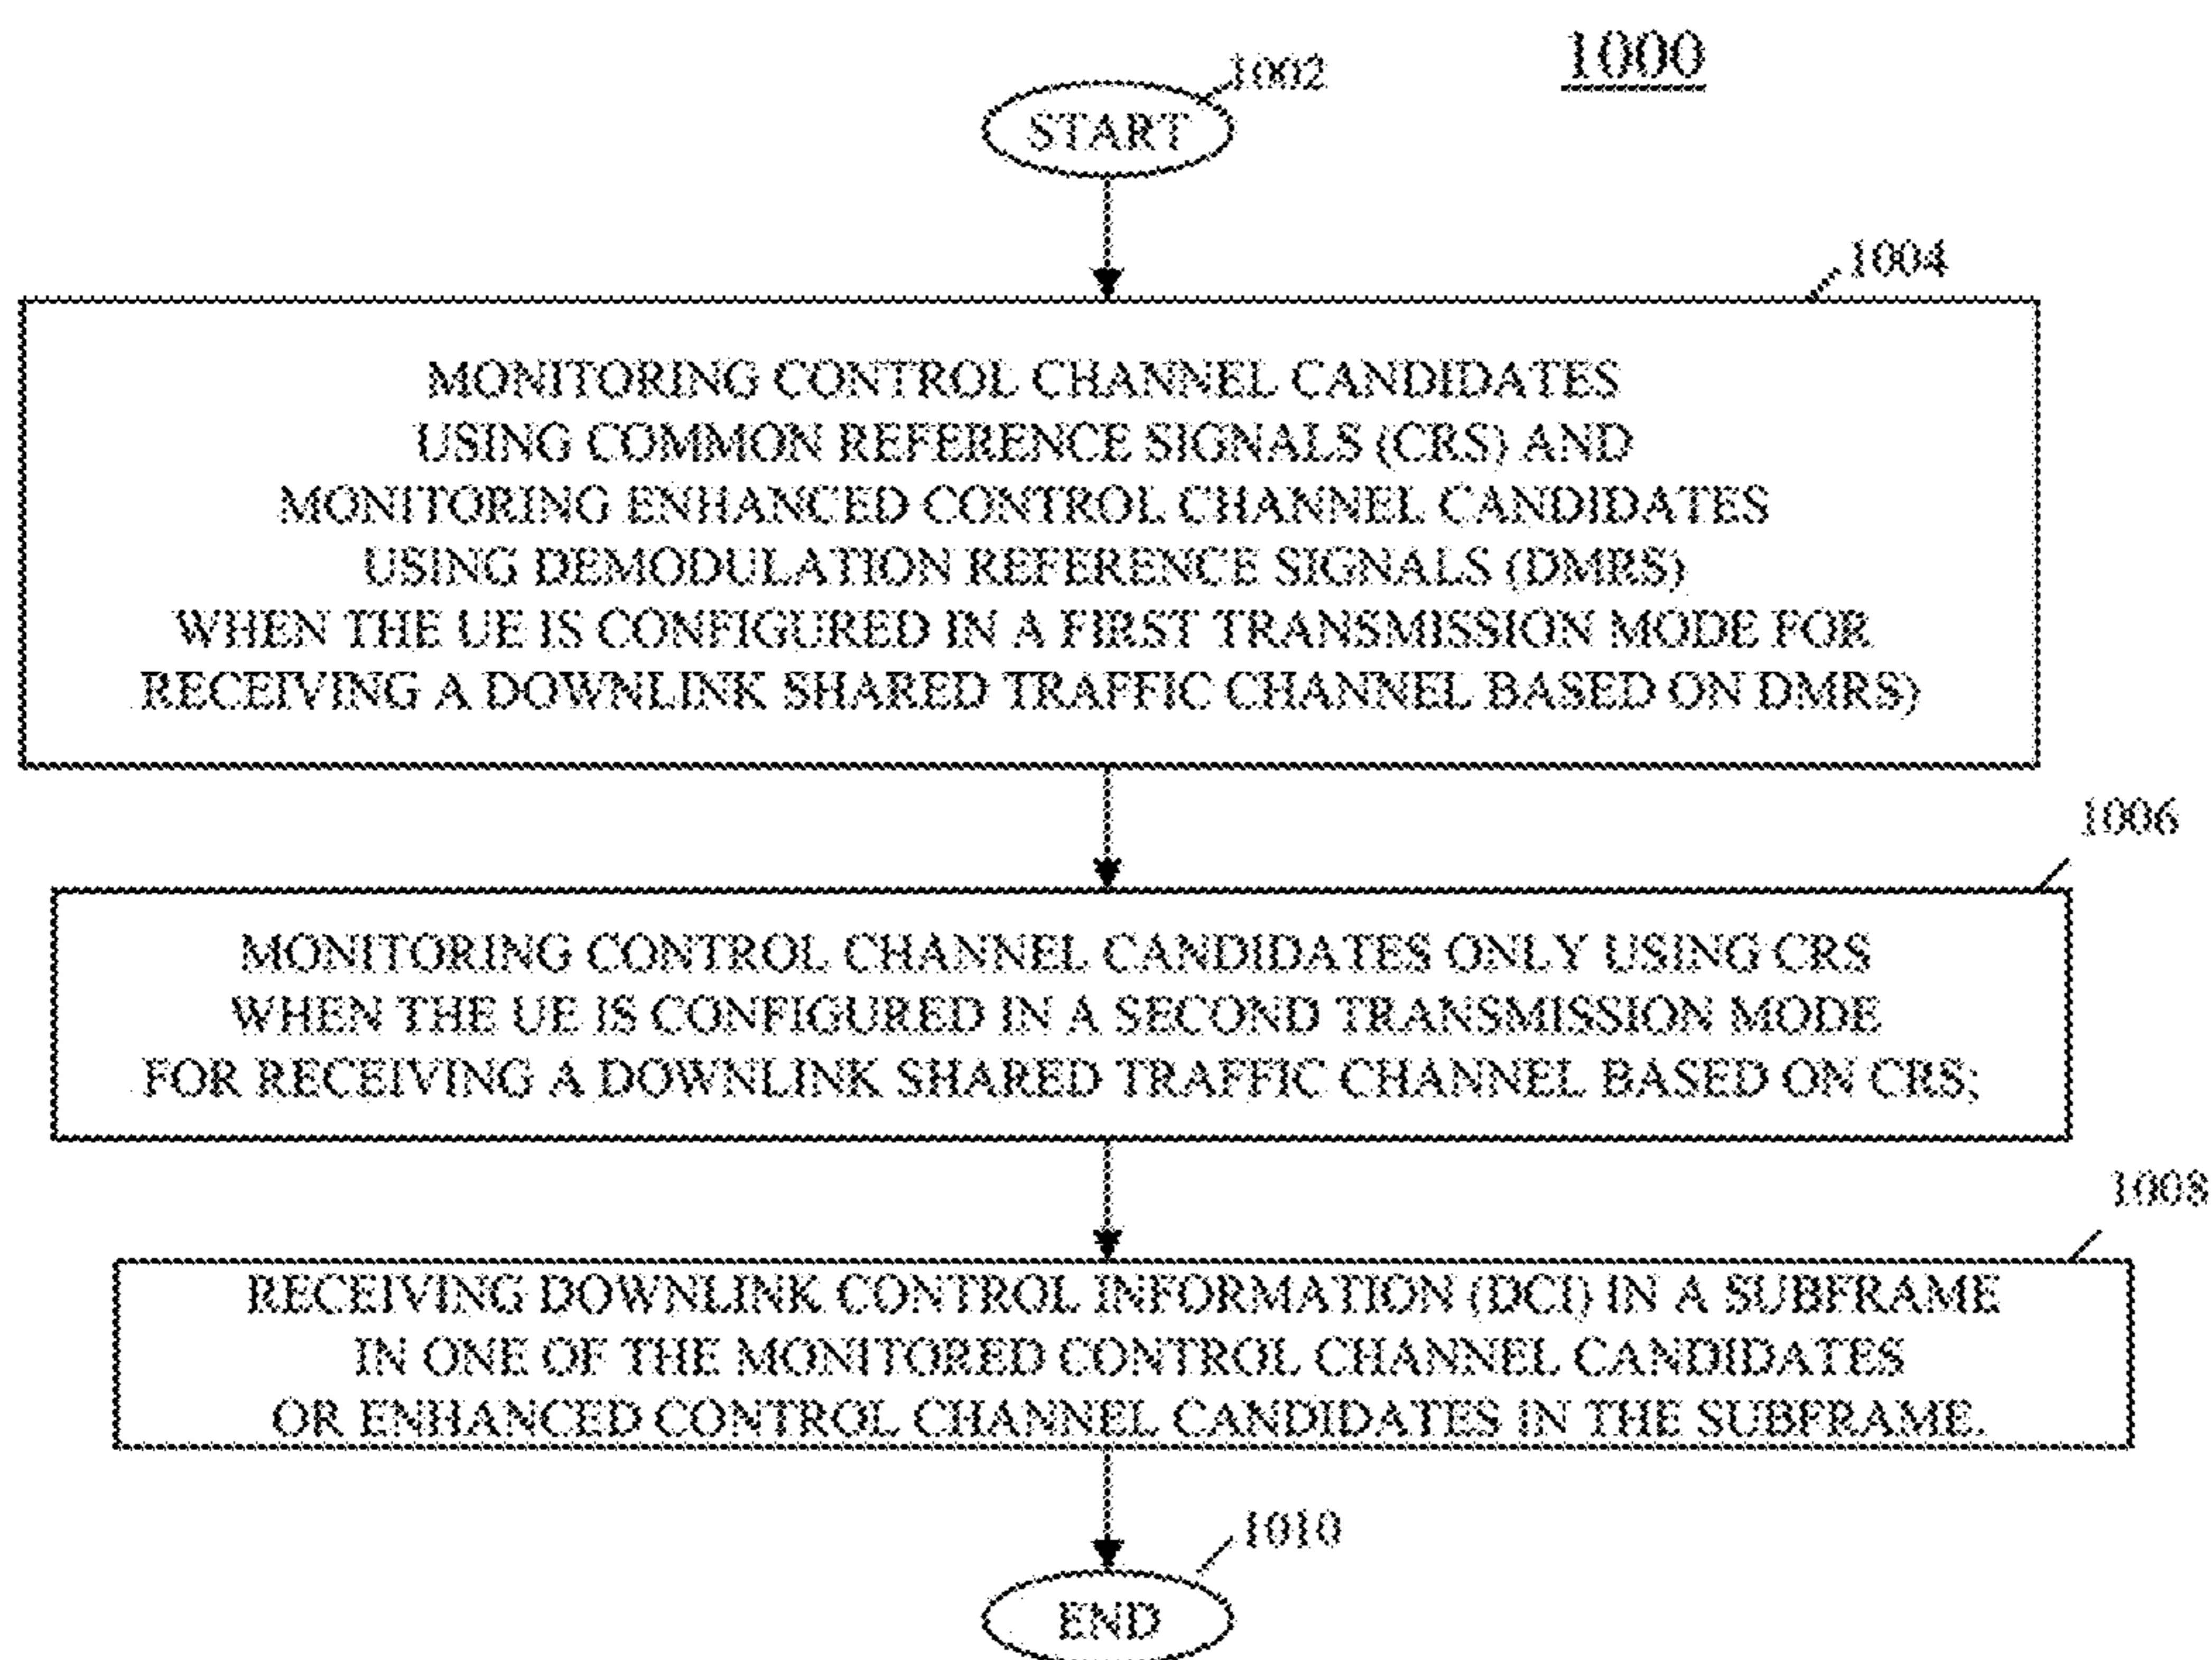 1000
1002
START
1004
MONITORING CONTROL CHANNEL CANDIDATES
USING COMMON REFERENCE SIGNALS (CRS) AND
MONITORING ENHANCED CONTROL CHANNEL CANDIDATES
USING DEMODULATION REFERENCE SIGNALS (DMRS)
WHEN THE UE IS CONFIGURED IN A FIRST TRANSMISSION MODE FOR
RECEIVING A DOWNLINK SHARED TRAFFIC CHANNEL BASED ON DMRS)
1006
MONITORING CONTROL CHANNEL CANDIDATES ONLY USING CRS
WHEN THE UE IS CONFIGURED IN A SECOND TRANSMISSION MODE
FOR RECEIVING A DOWNLINK SHARED TRAFFIC CHANNEL BASED ON CRS;
1008
RECEIVING DOWNLINK CONTROL INFORMATION (DCI) IN A SUBFRAME
IN ONE OF THE MONITORED CONTROL CHANNEL CANDIDATES
OR ENHANCED CONTROL CHANNEL CANDIDATES IN THE SUBFRAME.
1010
END